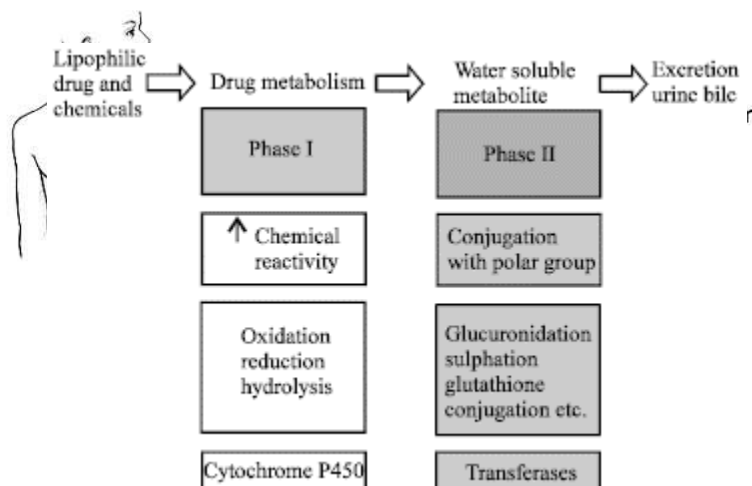 Lipophilic
drug and
chemicals
Drug metabolism
Water soluble
metabolite
Excretion
urine bile
Phase I
Phase II
↑ Chemical
reactivity
Conjugation
with polar group
Oxidation
reduction
hydrolysis
Glucuronidation
sulphation
glutathione
conjugation etc.
Cytochrome P450
Transferases